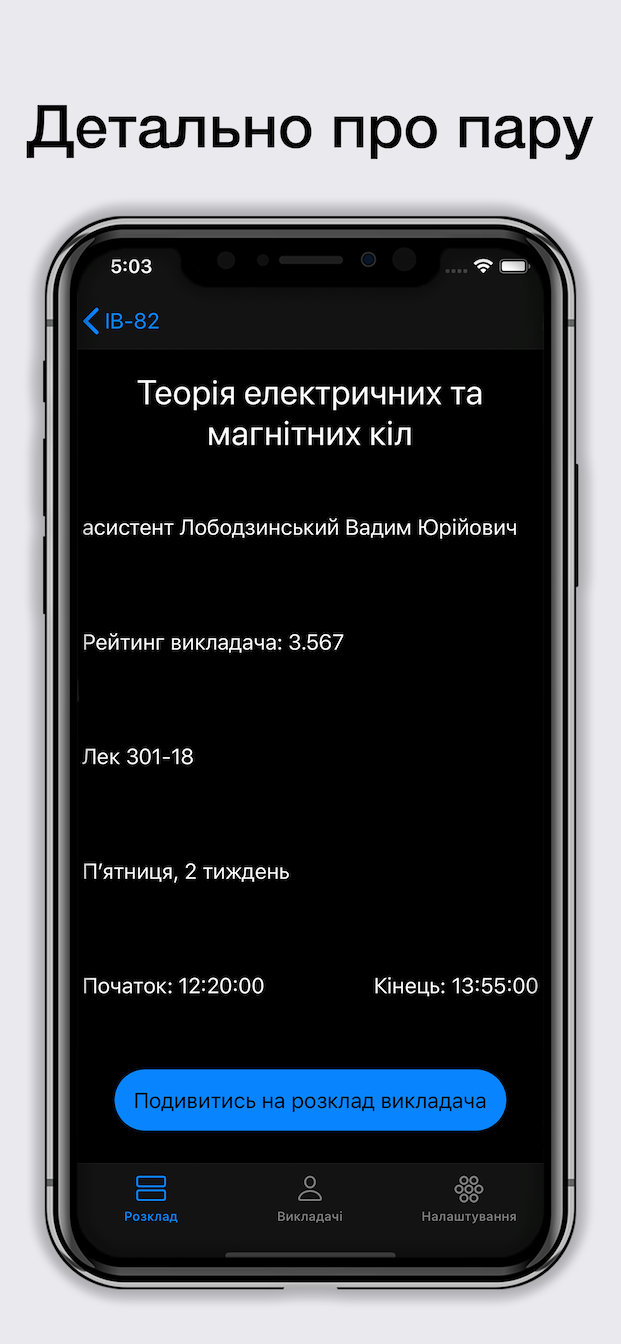 Детально про пару
5:03
ІВ-82
Теорія електричних та
магнітних кіл
асистент Лободзинський Вадим Юрійович
Рейтинг викладача: 3.567
Лек 301-18
П’ятниця, 2 тиждень
Початок: 12:20:00 Кінець: 13:55:00
Подивитись на розклад викладача
Розклад Викладачі Налаштування